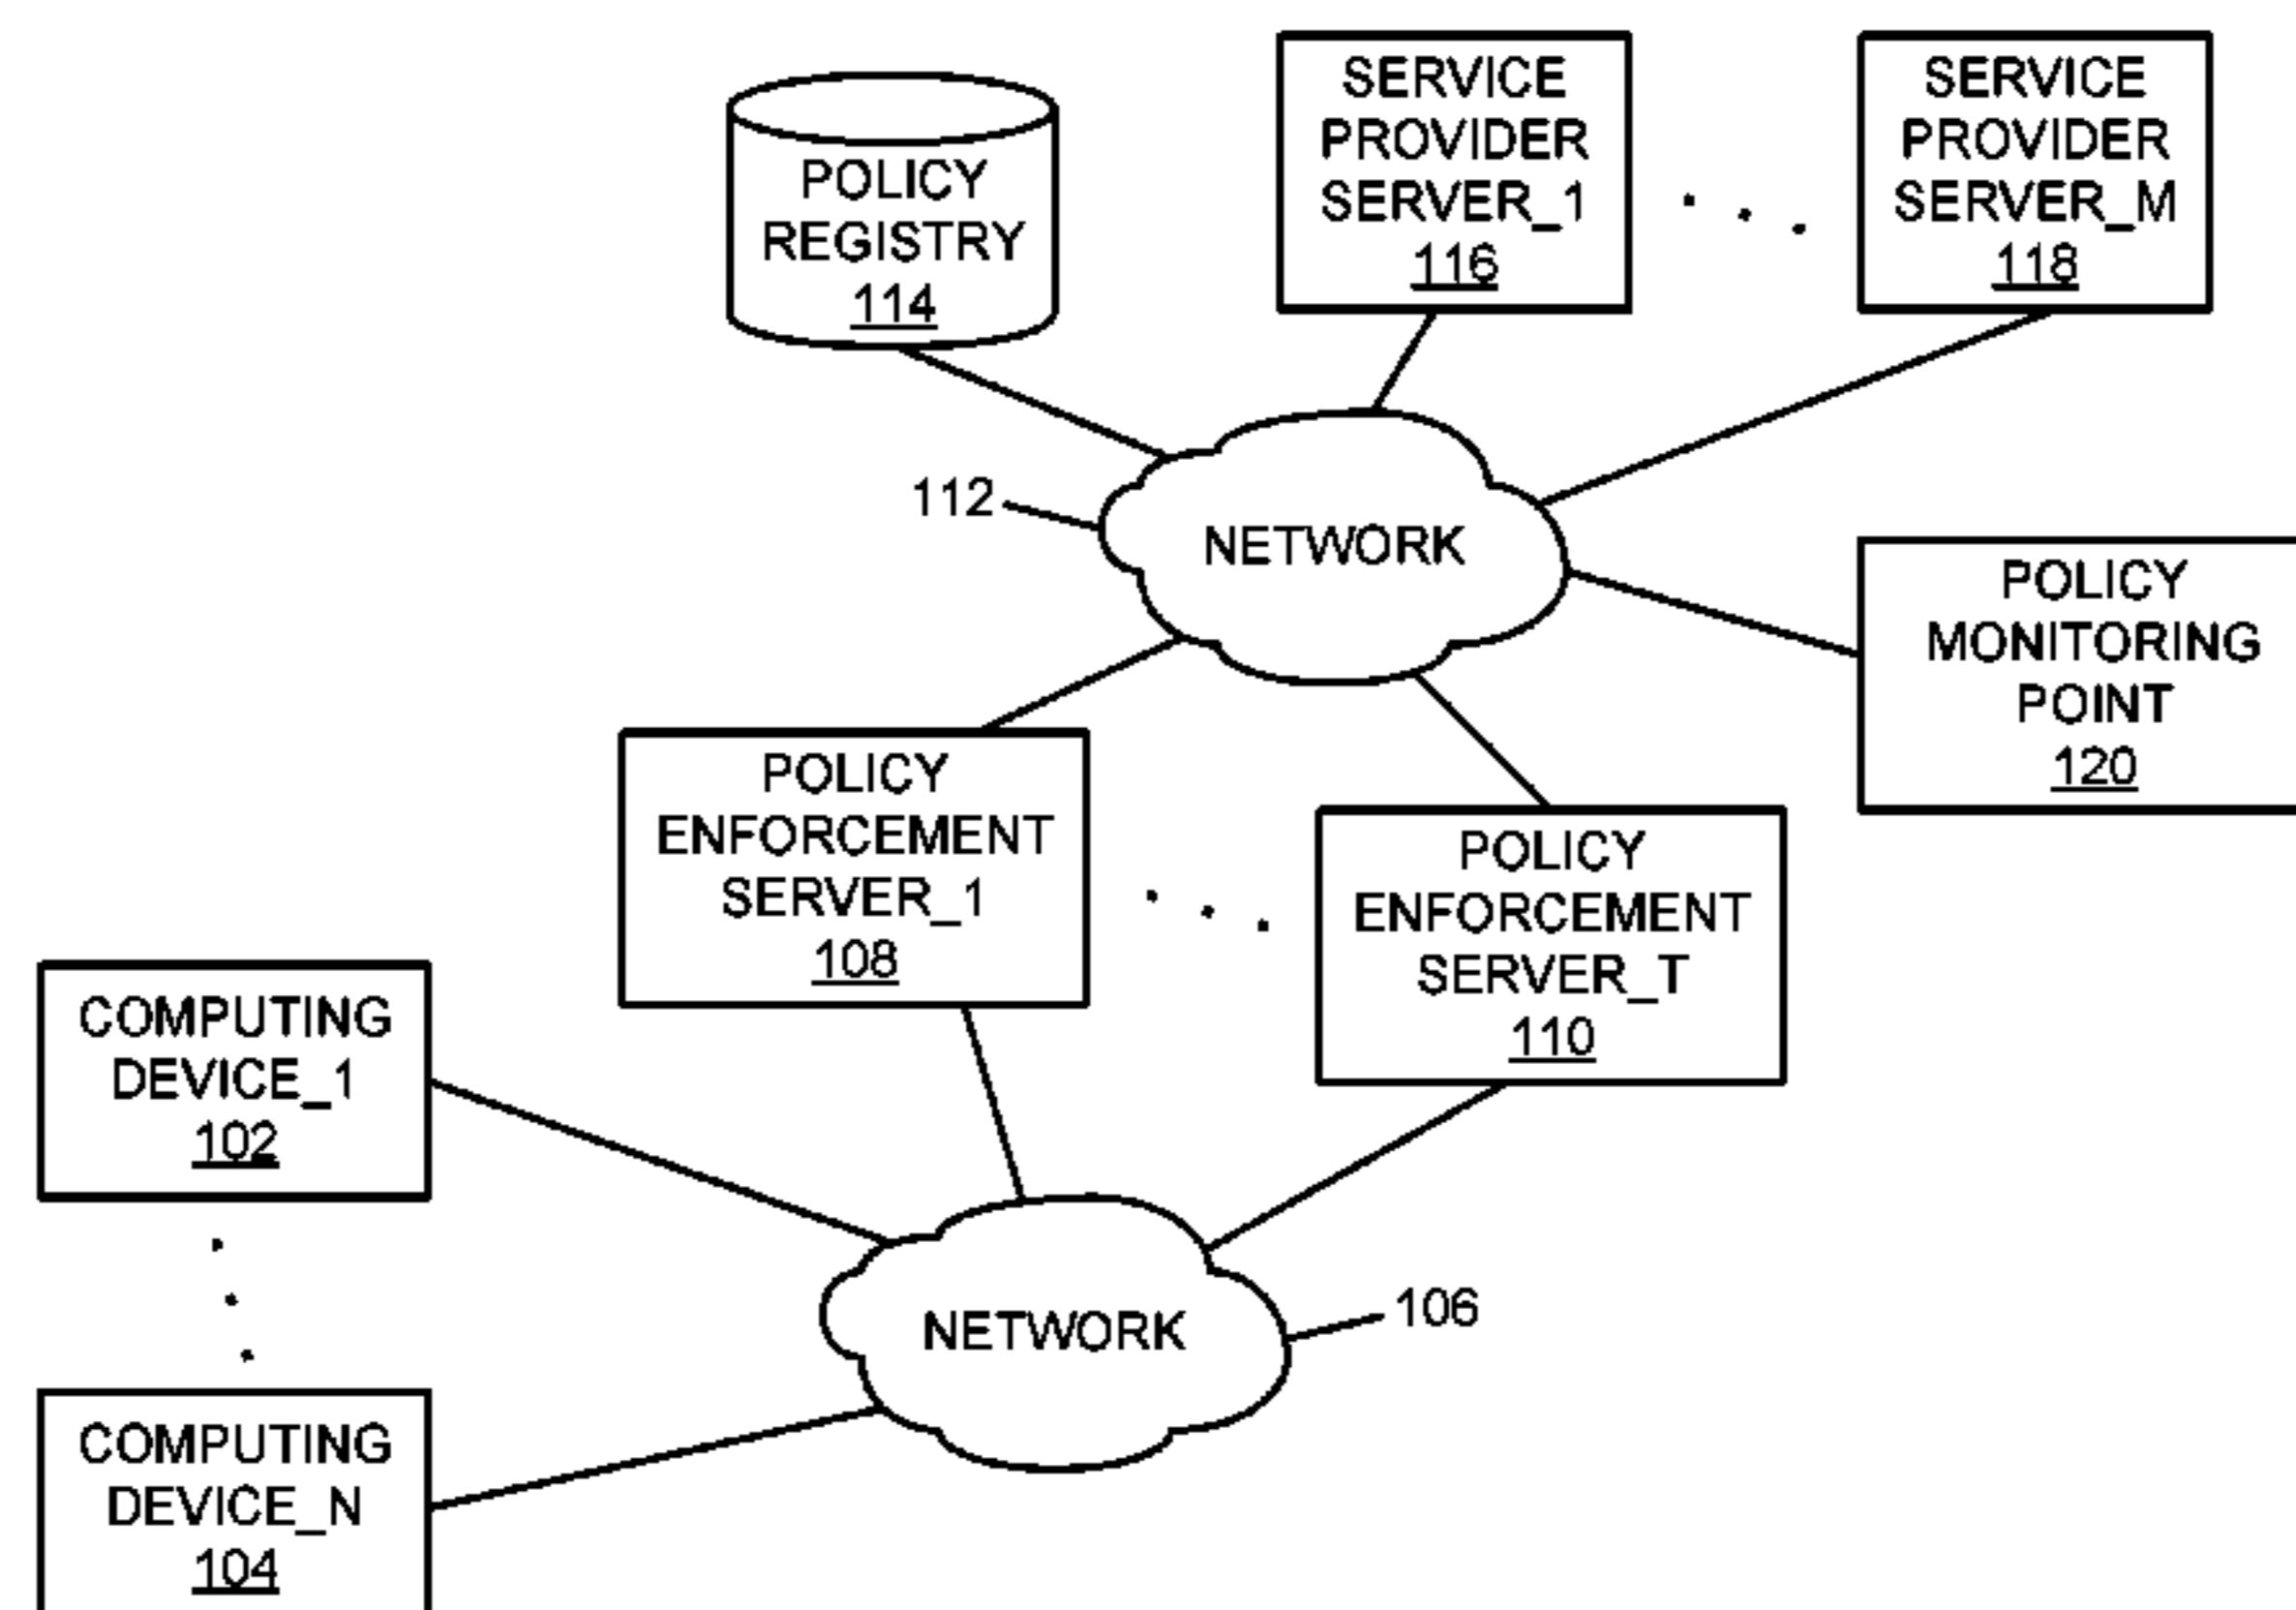 POLICY
REGISTRY
114
SERVICE
PROVIDER
SERVER_1
116
SERVICE
PROVIDER
SERVER_M
118
112
NETWORK
POLICY
MONITORING
POINT
120
POLICY
ENFORCEMENT
SERVER_1
108
POLICY
ENFORCEMENT
SERVER_T
110
COMPUTING
DEVICE_1
102
NETWORK
106
COMPUTING
DEVICE_N
104